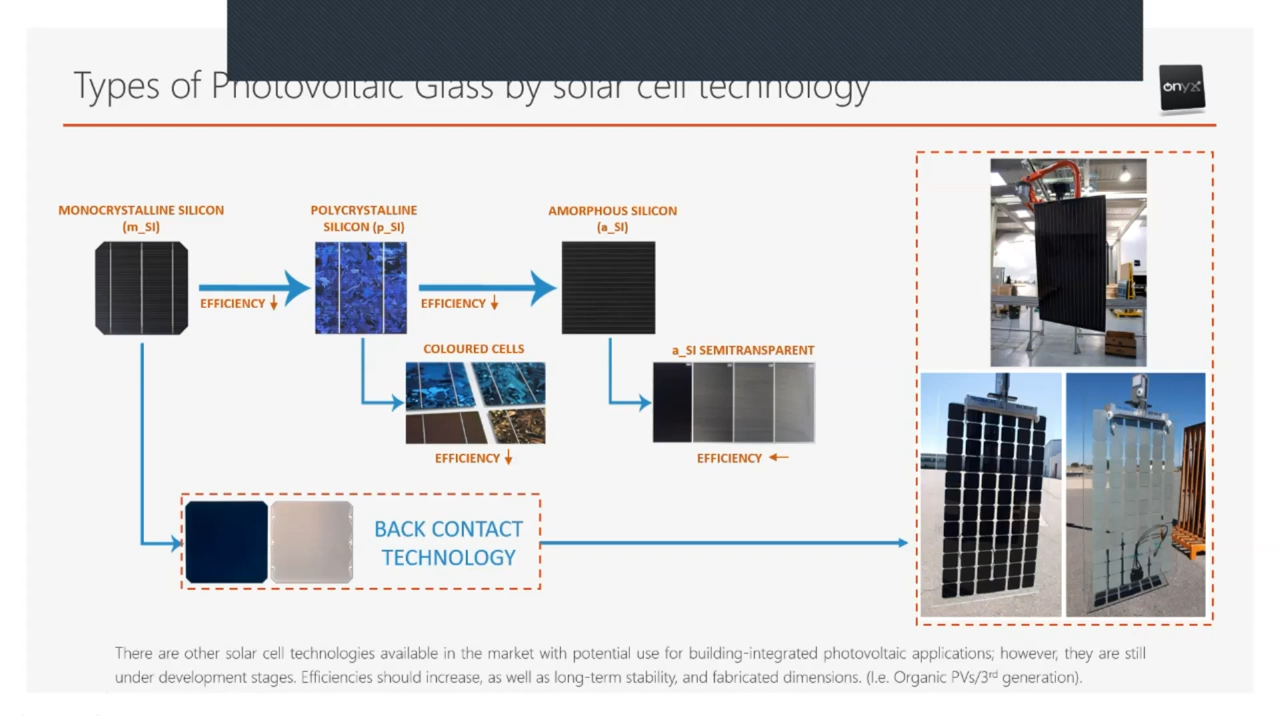 Types of Photovoltaic Glass by solar cell technology
onyx
MONOCRYSTALLINE SILICON
(m_SI)
POLYCRYSTALLINE
SILICON (p_SI)
AMORPHOUS SILICON
(a_SI)
EFFICIENCY ↓
EFFICIENCY ↓
COLOURED CELLS
a_SI SEMITRANSPARENT
EFFICIENCY ↓
EFFICIENCY ←
BACK CONTACT
TECHNOLOGY
There are other solar cell technologies available in the market with potential use for building-integrated photovoltaic applications; however, they are still
under development stages. Efficiencies should increase, as well as long-term stability, and fabricated dimensions. (I.e. Organic PVs/3rd generation).